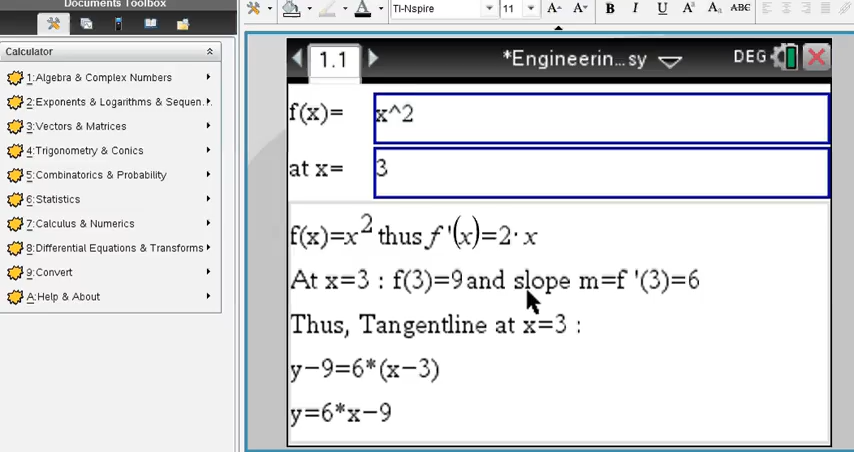 Documents Toolbox
TI-Nspire 11 B I U A A ABC
Calculator
1:Algebra & Complex Numbers
2:Exponents & Logarithms & Sequen..
3:Vectors & Matrices
4:Trigonometry & Conics
5:Combinatorics & Probability
6:Statistics
7:Calculus & Numerics
8:Differential Equations & Transforms
9:Convert
A:Help & About
1.1 *Engineerin...sy DEG
f(x)= x^2
at x= 3
f(x)=x² thus f '(x)=2·x
At x=3 : f(3)=9and slope m=f '(3)=6
Thus, Tangentline at x=3 :
y−9=6*(x−3)
y=6*x−9